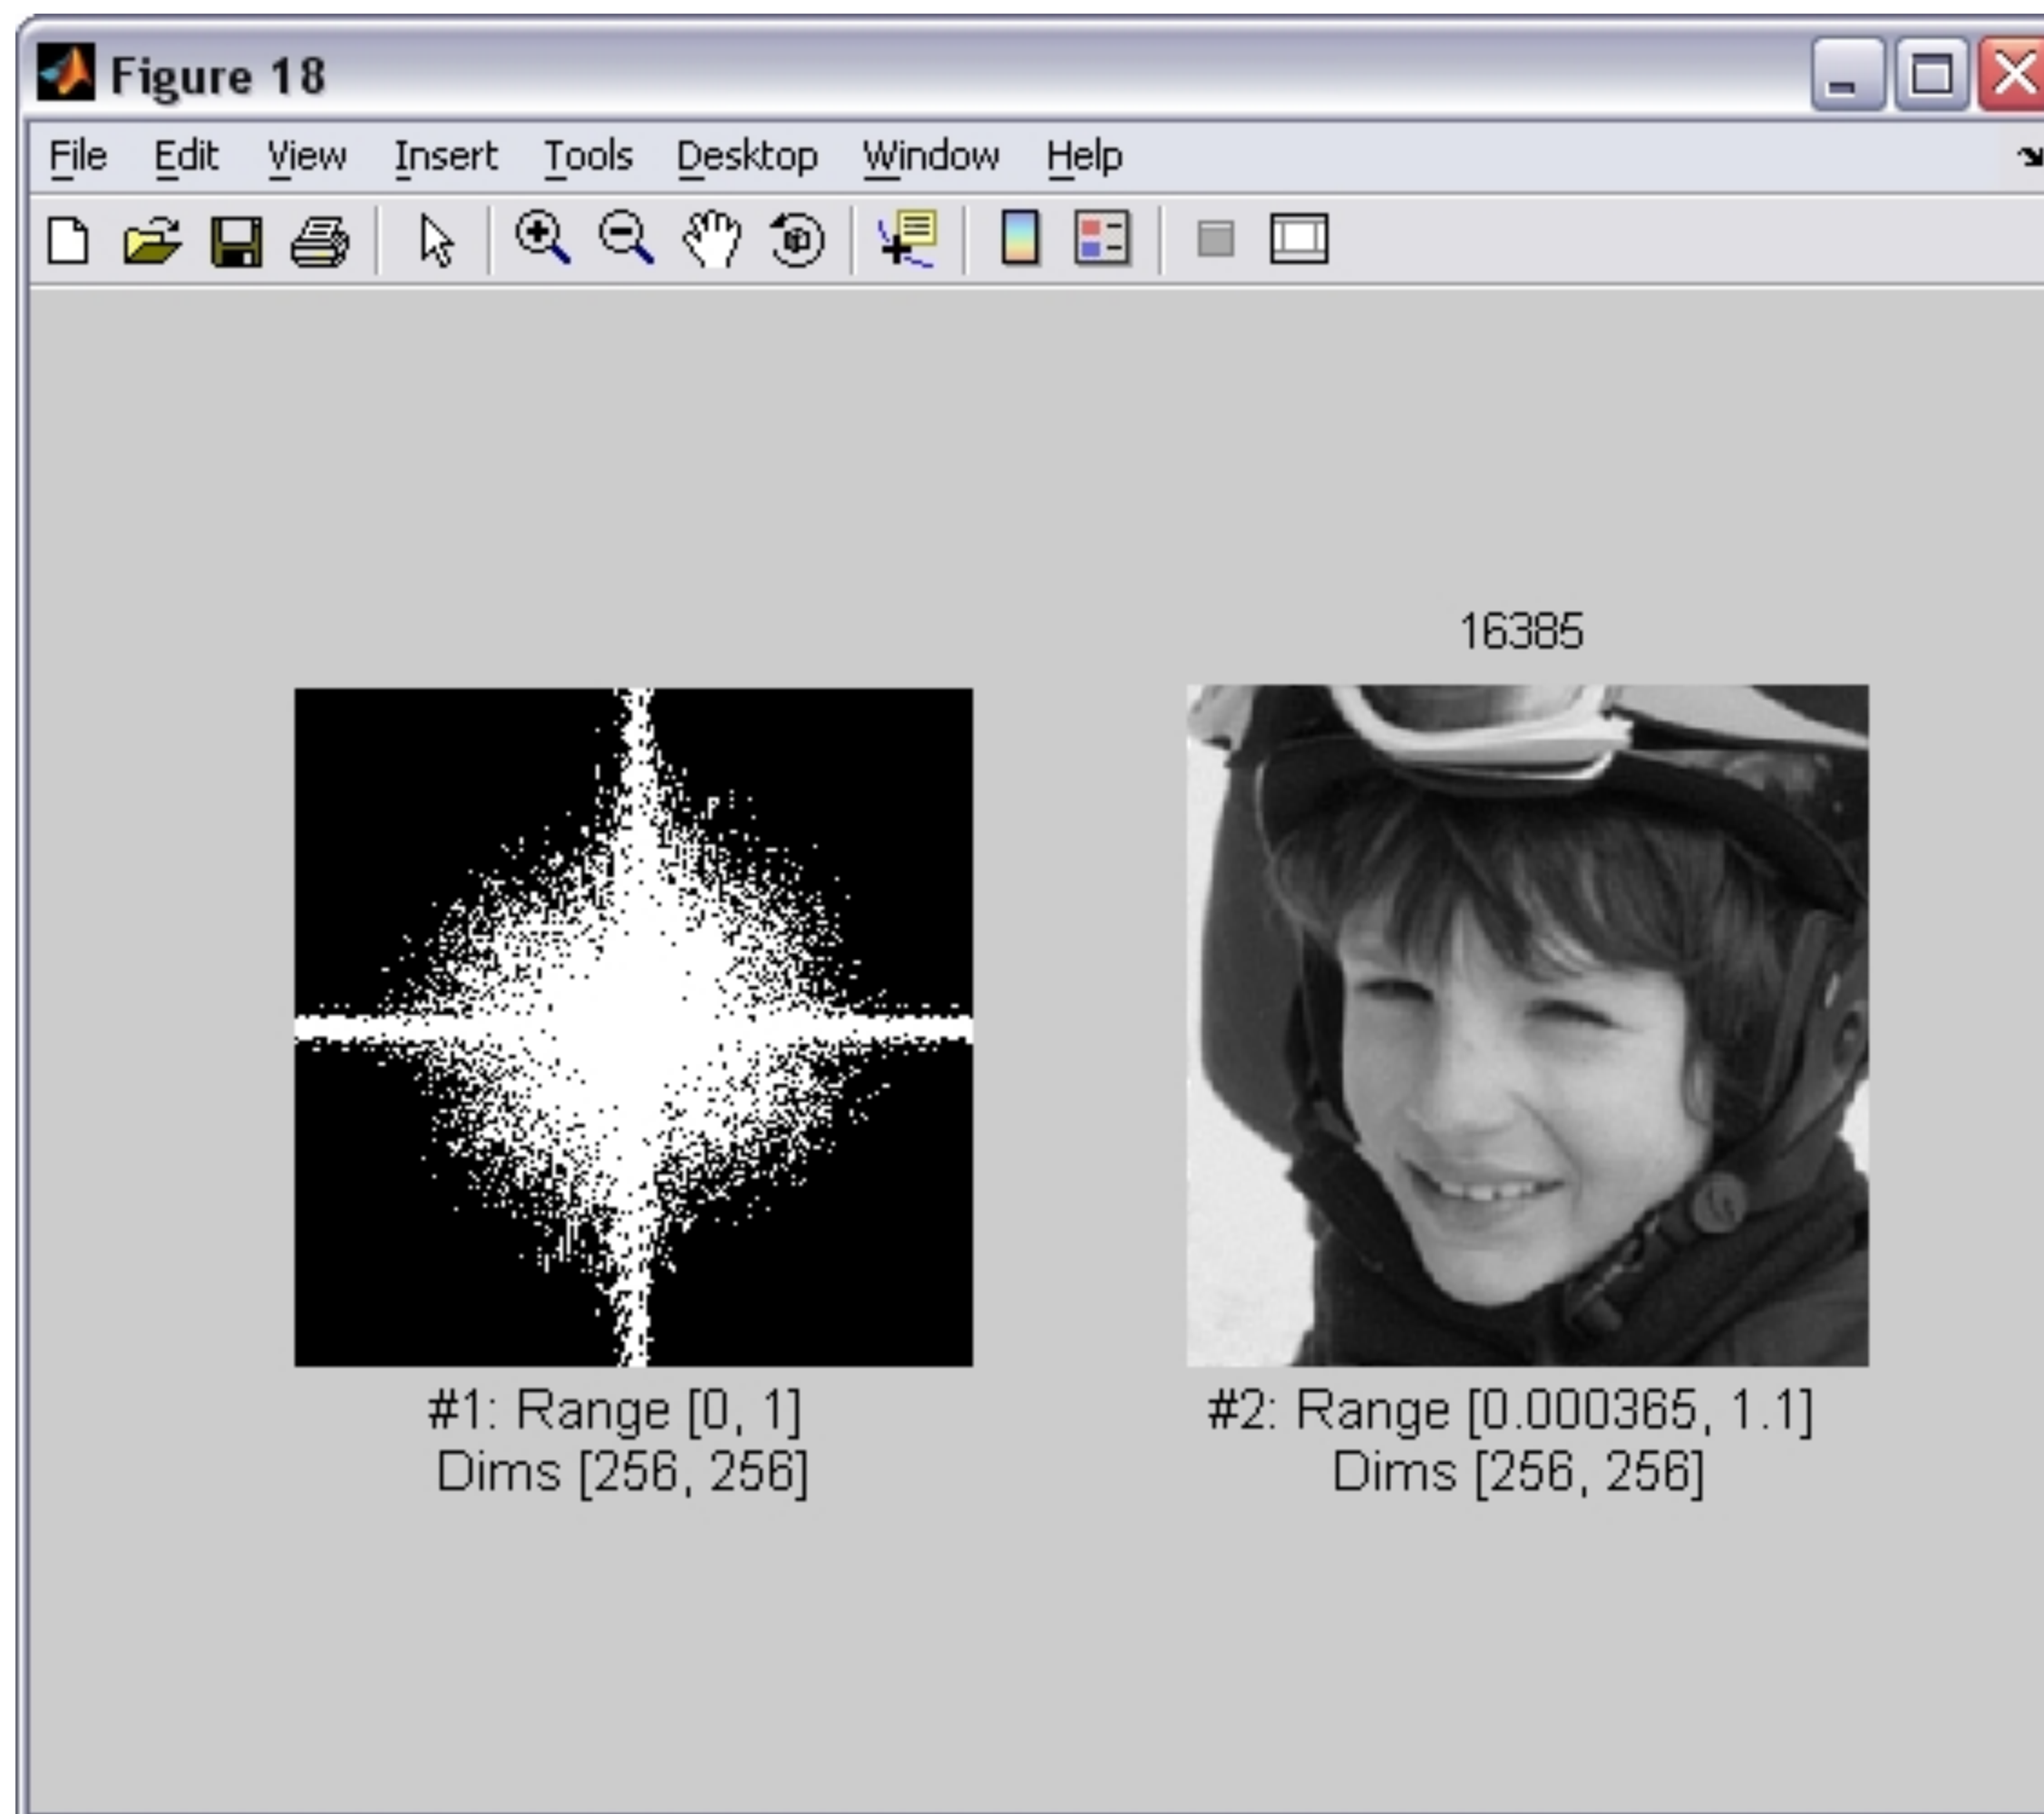 Figure 18
File Edit View Insert Tools Desktop Window Help
16385
#1: Range [0, 1]
Dims [256, 256]
#2: Range [0.000365, 1.1]
Dims [256, 256]